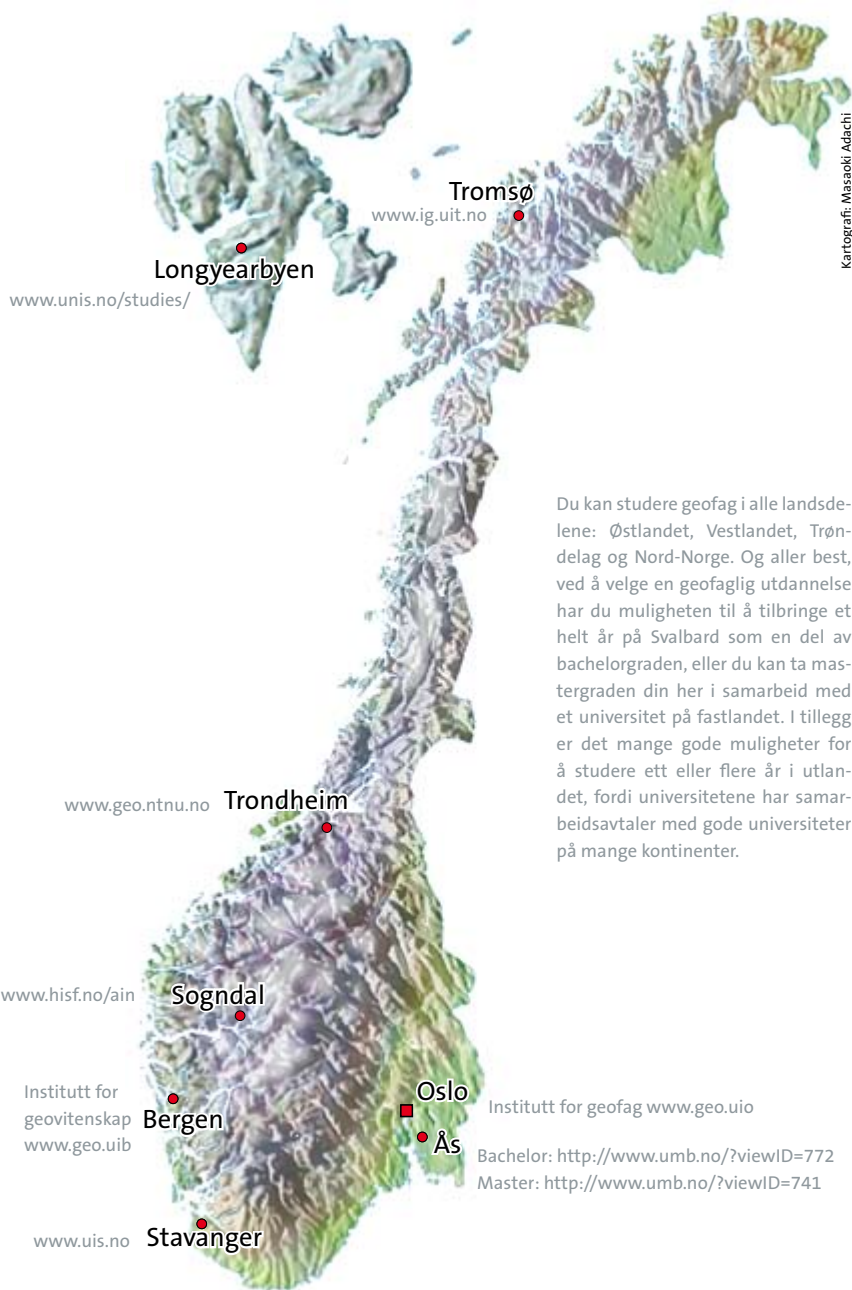 Kartografi: Masaoki Adachi
Tromsø
www.ig.uit.no
Longyearbyen
www.unis.no/studies/
Du kan studere geofag i alle landsde-
lene: Østlandet, Vestlandet, Trøn-
delag og Nord-Norge. Og aller best,
ved å velge en geofaglig utdannelse
har du muligheten til å tilbringe et
helt år på Svalbard som en del av
bachelorgraden, eller du kan ta mas-
tergraden din her i samarbeid med
et universitet på fastlandet. I tillegg
er det mange gode muligheter for
å studere ett eller flere år i utlan-
det, fordi universitetene har samar-
beidsavtaler med gode universiteter
på mange kontinenter.
www.geo.ntnu.no
Trondheim
www.hisf.no/ain
Sogndal
Institutt for
geovitenskap
www.geo.uib
Bergen
Oslo
Institutt for geofag www.geo.uio
Ås
Bachelor: http://www.umb.no/?viewID=772
Master: http://www.umb.no/?viewID=741
www.uis.no
Stavanger